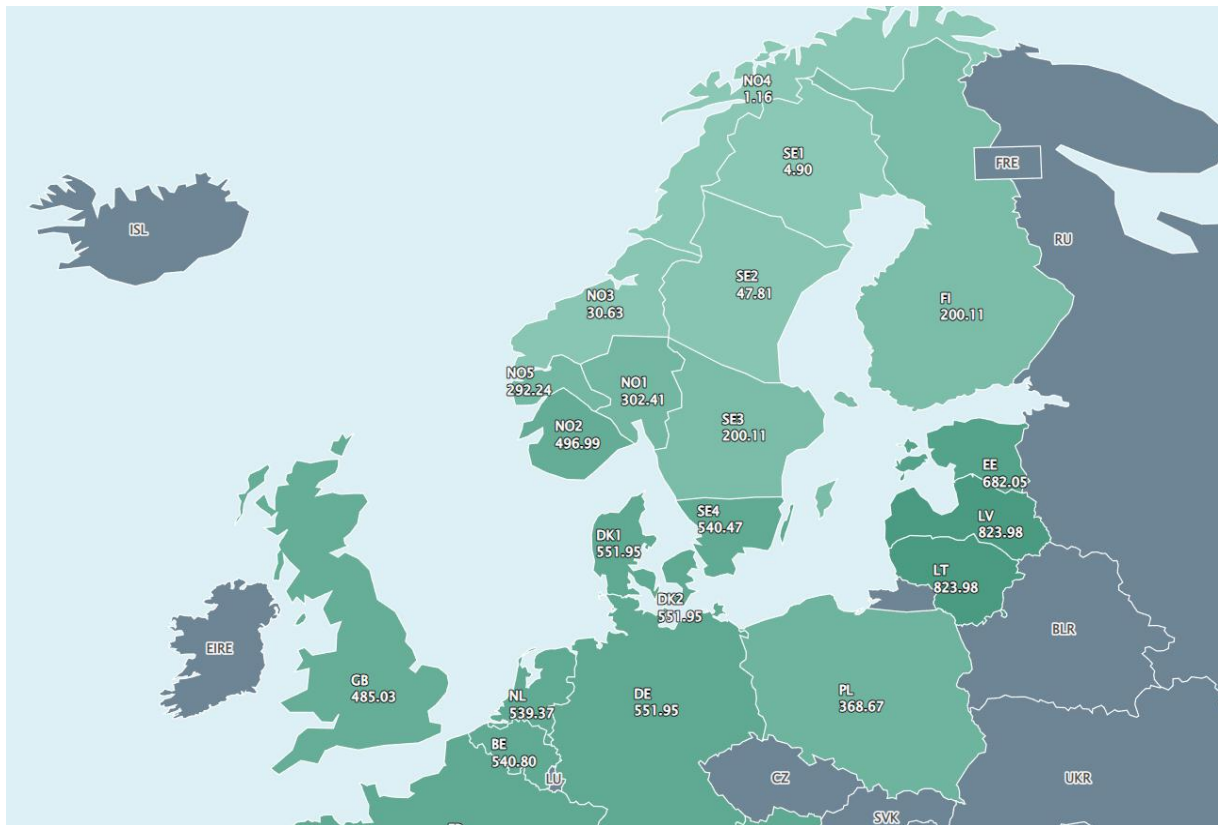 NO4
1.16
SE1
4.90
FRE
ISL
RU
SE2
47.81
NO3
30.63
FI
200.11
NO5
292.24
NO1
302.41
SE3
200.11
NO2
496.99
EE
682.05
SE4
540.47
LV
823.98
DK1
551.95
LT
823.98
DK2
551.95
BLR
EIRE
GB
485.03
NL
539.37
DE
551.95
PL
368.67
BE
540.80
LU
CZ
UKR
SVK